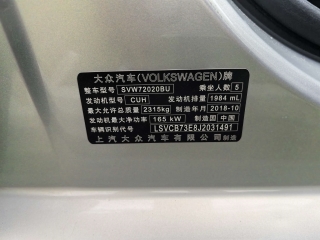 大众汽车(VOLKSWAGEN)牌
整车型号 SVW72020BU 乘坐人数 5
发动机型号 CUH 发动机排量 1984 mL
最大允许总质量 2315kg 制造年月 2018-10
发动机最大净功率 165 kW 制造国 中国
车辆识别代号 LSVCB73E8J2031491
上汽大众汽车有限公司制造